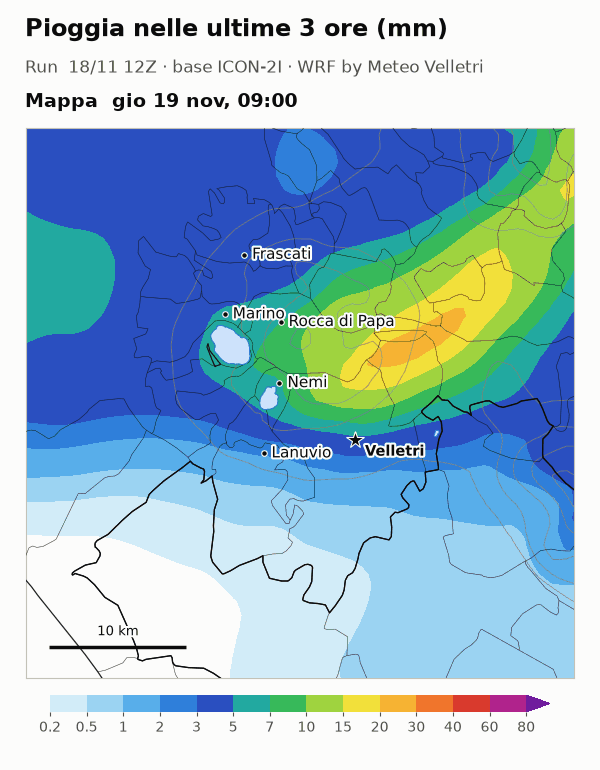 Pioggia nelle ultime 3 ore (mm)
Run 18/11 12Z · base ICON-2I · WRF by Meteo Velletri
Mappa gio 19 nov, 09:00
Frascati
Marino
Rocca di Papa
Nemi
Velletri
Lanuvio
10 km
0.2 0.5 1 2 3 5 7 10 15 20 30 40 60 80